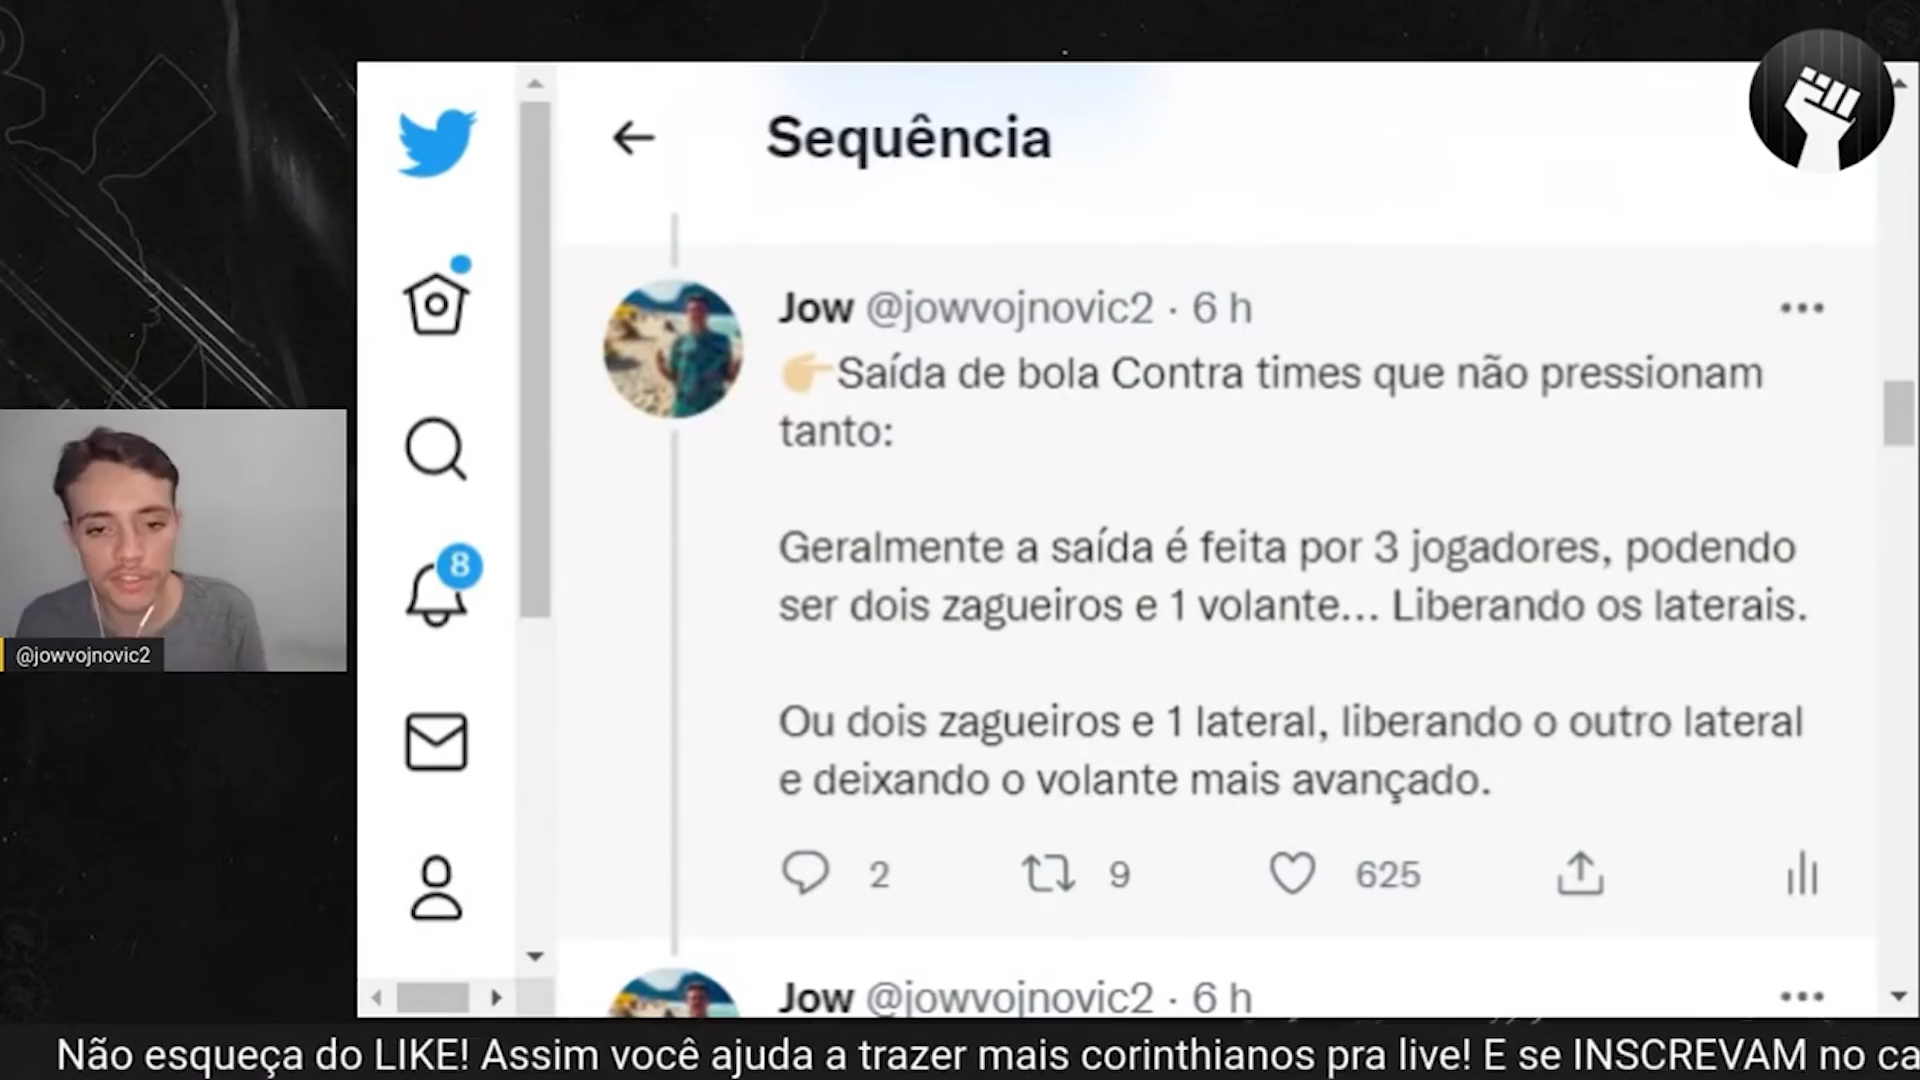 Sequência
Jow @jowvojnovic2 · 6 h
👉Saída de bola Contra times que não pressionam
tanto:
Geralmente a saída é feita por 3 jogadores, podendo
ser dois zagueiros e 1 volante... Liberando os laterais.
Ou dois zagueiros e 1 lateral, liberando o outro lateral
e deixando o volante mais avançado.
2 9 625
8
@jowvojnovic2
Jow @jowvojnovic2 · 6 h
Não esqueça do LIKE! Assim você ajuda a trazer mais corinthianos pra live! E se INSCREVAM no ca